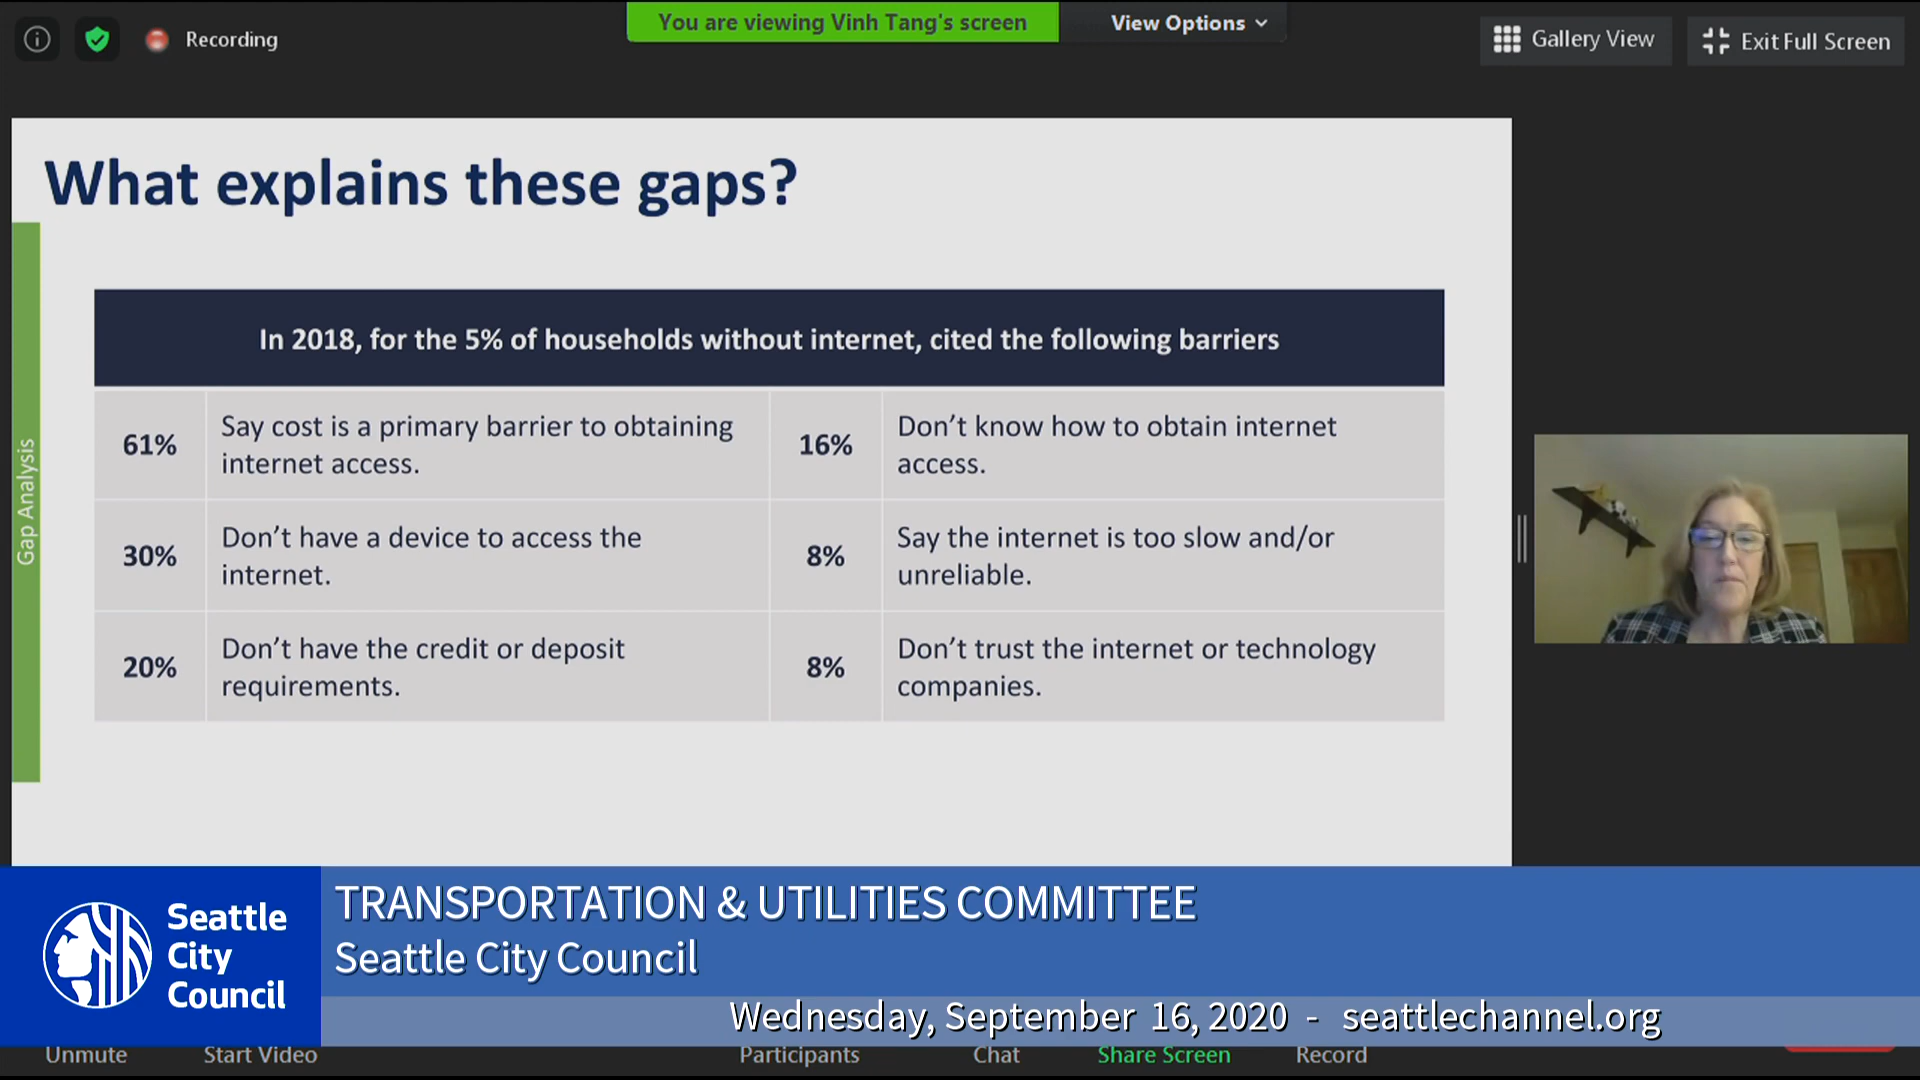 Recording
You are viewing Vinh Tang's screen
View Options
Gallery View
Exit Full Screen
What explains these gaps?
Gap Analysis
In 2018, for the 5% of households without internet, cited the following barriers
61%
Say cost is a primary barrier to obtaining
internet access.
16%
Don’t know how to obtain internet
access.
30%
Don’t have a device to access the
internet.
8%
Say the internet is too slow and/or
unreliable.
20%
Don’t have the credit or deposit
requirements.
8%
Don’t trust the internet or technology
companies.
Seattle
City
Council
TRANSPORTATION & UTILITIES COMMITTEE
Seattle City Council
Wednesday, September 16, 2020 - seattlechannel.org
Unmute
Start Video
Participants
Chat
Share Screen
Record